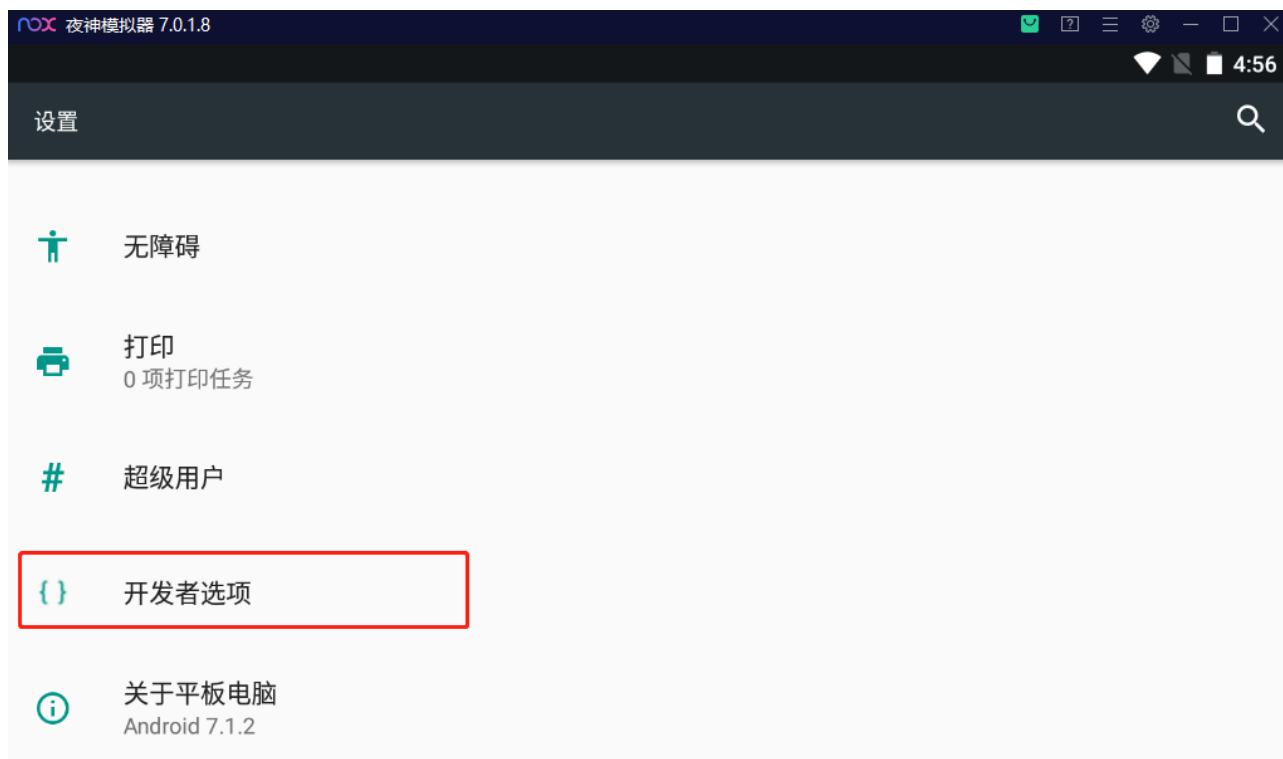 nox 夜神模拟器 7.0.1.8
4:56
设置
无障碍
打印
0 项打印任务
# 超级用户
{ } 开发者选项
关于平板电脑
Android 7.1.2